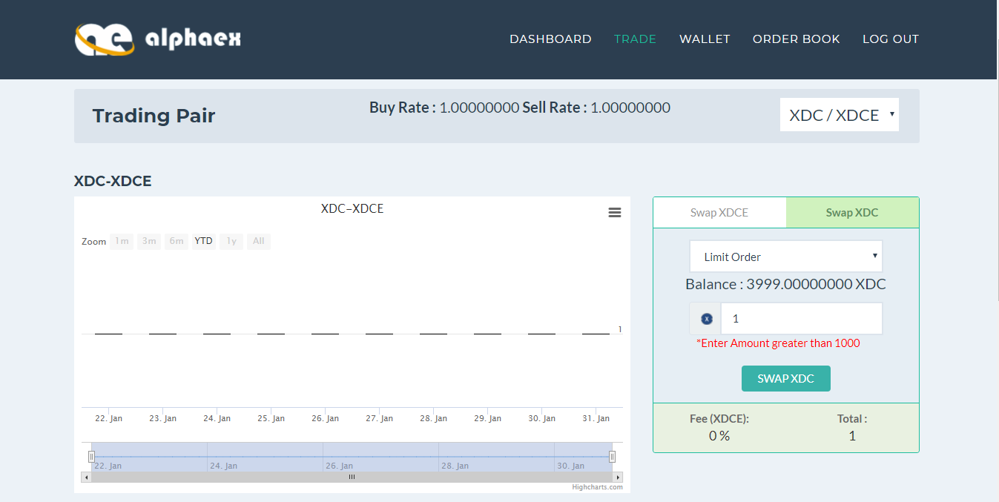 alphaex
DASHBOARD TRADE WALLET ORDER BOOK LOG OUT
Trading Pair
Buy Rate : 1.00000000 Sell Rate : 1.00000000
XDC / XDCE
XDC-XDCE
XDC–XDCE
Zoom 1m 3m 6m YTD 1y All
1
22. Jan 23. Jan 24. Jan 25. Jan 26. Jan 27. Jan 28. Jan 29. Jan 30. Jan 31. Jan
22. Jan 24. Jan 26. Jan 28. Jan 30. Jan
Highcharts.com
Swap XDCE Swap XDC
Limit Order
Balance : 3999.00000000 XDC
X
1
*Enter Amount greater than 1000
SWAP XDC
Fee (XDCE): Total :
0 % 1